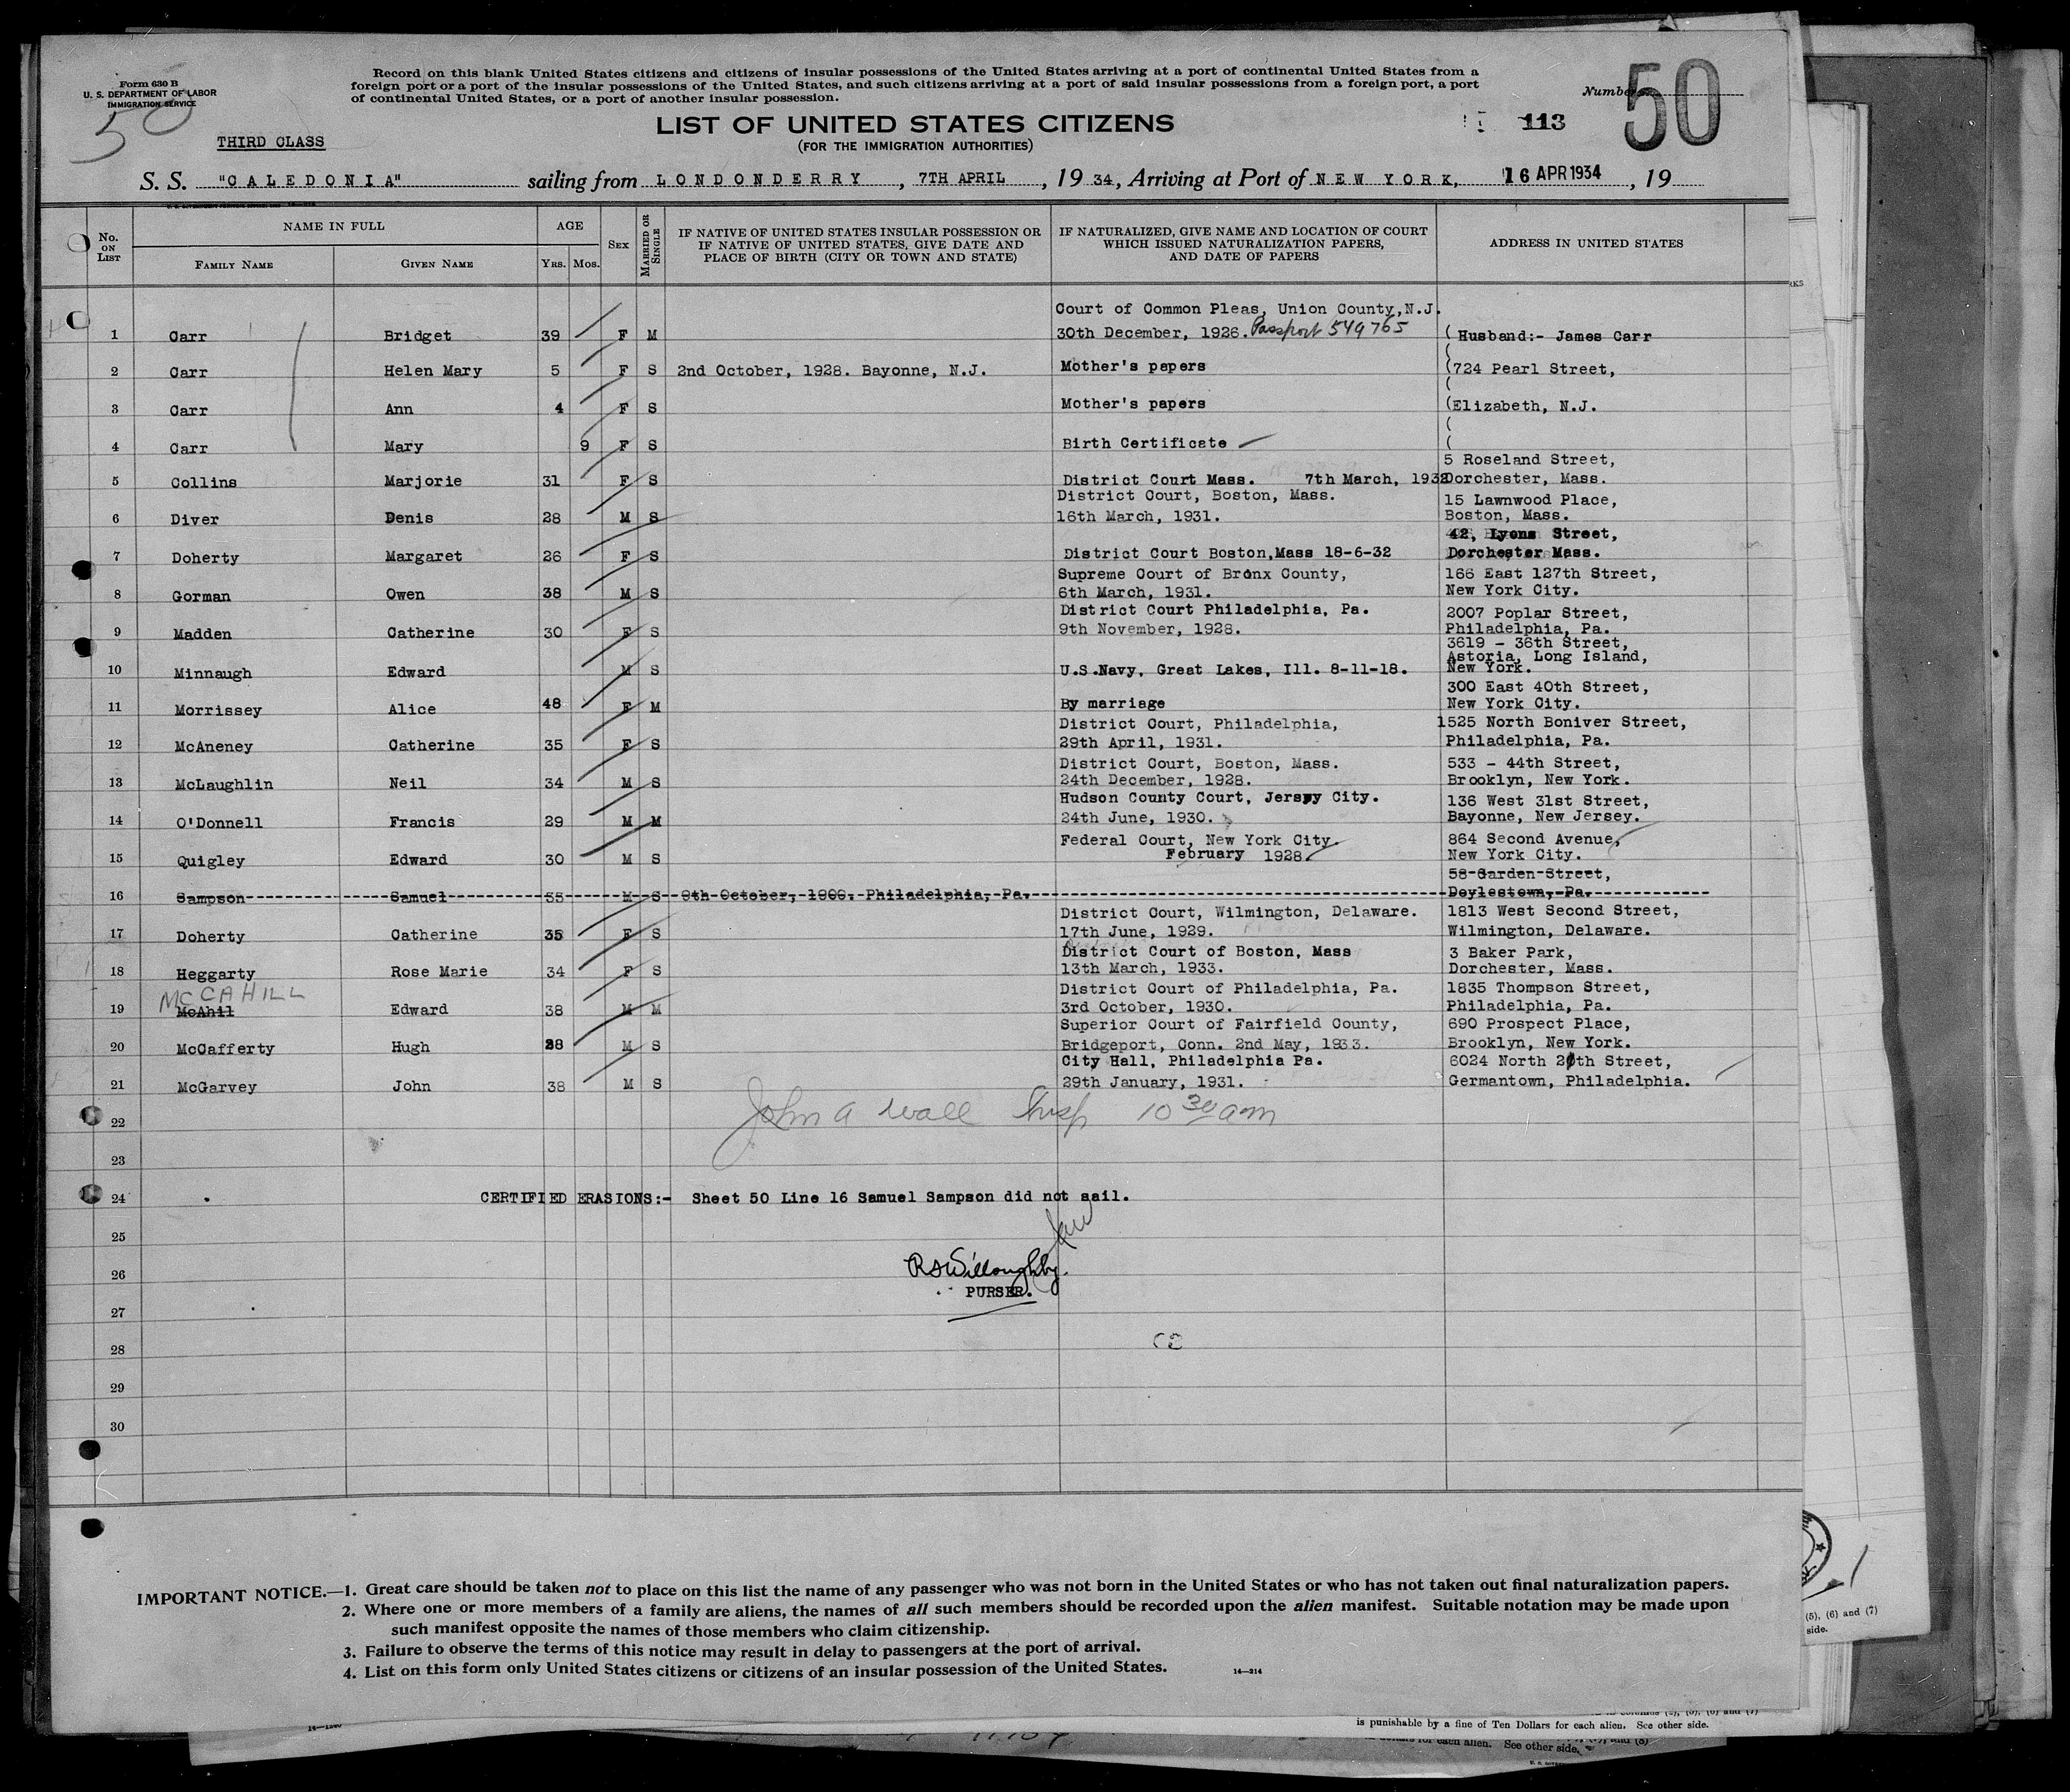 Form 630 B
U. S. DEPARTMENT OF LABOR
IMMIGRATION SERVICE
50
Record on this blank United States citizens and citizens of insular possessions of the United States arriving at a port of continental United States from a
foreign port or a port of the insular possessions of the United States, and such citizens arriving at a port of said insular possessions from a foreign port, a port
of continental United States, or a port of another insular possession.
Number 50
113
LIST OF UNITED STATES CITIZENS
(FOR THE IMMIGRATION AUTHORITIES)
THIRD CLASS
S. S. "CALEDONIA" sailing from LONDONDERRY, 7TH APRIL, 1934, Arriving at Port of NEW YORK, 16 APR 1934, 19
No. ON LIST
NAME IN FULL
FAMILY NAME GIVEN NAME
AGE
YRS. MOS.
SEX
MARRIED OR SINGLE
IF NATIVE OF UNITED STATES INSULAR POSSESSION OR
IF NATIVE OF UNITED STATES, GIVE DATE AND
PLACE OF BIRTH (CITY OR TOWN AND STATE)
IF NATURALIZED, GIVE NAME AND LOCATION OF COURT
WHICH ISSUED NATURALIZATION PAPERS,
AND DATE OF PAPERS
ADDRESS IN UNITED STATES
Court of Common Pleas, Union County, N.J.
1 Carr Bridget 39 F M 30th December, 1926. Passport 549765 ( Husband:- James Carr
2 Carr Helen Mary 5 F S 2nd October, 1928. Bayonne, N.J. Mother's papers (724 Pearl Street,
3 Carr Ann 4 F S Mother's papers (Elizabeth, N.J.
4 Carr Mary 9 F S Birth Certificate (
5 Roseland Street,
5 Collins Marjorie 31 F S District Court Mass. 7th March, 1932 Dorchester, Mass.
District Court, Boston, Mass. 15 Lawnwood Place,
6 Diver Denis 28 M S 16th March, 1931. Boston, Mass.
42, Lyons Street,
7 Doherty Margaret 26 F S District Court Boston, Mass 18-6-32 Dorchester Mass.
Supreme Court of Bronx County, 166 East 127th Street,
8 Gorman Owen 38 M S 6th March, 1931. New York City.
District Court Philadelphia, Pa. 2007 Poplar Street,
9 Madden Catherine 30 F S 9th November, 1928. Philadelphia, Pa.
3619 - 36th Street,
Astoria, Long Island,
10 Minnaugh Edward M S U.S.Navy, Great Lakes, Ill. 8-11-18. New York.
300 East 40th Street,
11 Morrissey Alice 48 F M By marriage New York City.
District Court, Philadelphia, 1525 North Boniver Street,
12 McAneney Catherine 35 F S 29th April, 1931. Philadelphia, Pa.
District Court, Boston, Mass. 533 - 44th Street,
13 McLaughlin Neil 34 M S 24th December, 1928. Brooklyn, New York.
Hudson County Court, Jersey City. 136 West 31st Street,
14 O'Donnell Francis 29 M M 24th June, 1930. Bayonne, New Jersey.
Federal Court, New York City. 864 Second Avenue,
15 Quigley Edward 30 M S February 1928. New York City.
58 Garden Street,
16 Sampson Samuel M S 9th October, Philadelphia, Pa. Doylestown, Pa.
District Court, Wilmington, Delaware. 1813 West Second Street,
17 Doherty Catherine 35 F S 17th June, 1929. Wilmington, Delaware.
District Court of Boston, Mass 3 Baker Park,
18 Heggarty Rose Marie 34 F S 13th March, 1933. Dorchester, Mass.
MCCAHILL District Court of Philadelphia, Pa. 1835 Thompson Street,
19 McAhil Edward 38 M M 3rd October, 1930. Philadelphia, Pa.
Superior Court of Fairfield County, 690 Prospect Place,
20 McCafferty Hugh 28 M S Bridgeport, Conn. 2nd May, 1933. Brooklyn, New York.
City Hall, Philadelphia Pa. 6024 North 20th Street,
21 McGarvey John 38 M S 29th January, 1931. Germantown, Philadelphia.
John A Wall Insp 10 30 am
22
23
24 CERTIFIED ERASIONS:- Sheet 50 Line 16 Samuel Sampson did not sail.
25
JAW
26 RSWilloughby.
PURSER.
27
28
29
30
IMPORTANT NOTICE.—1. Great care should be taken not to place on this list the name of any passenger who was not born in the United States or who has not taken out final naturalization papers.
2. Where one or more members of a family are aliens, the names of all such members should be recorded upon the alien manifest. Suitable notation may be made upon
such manifest opposite the names of those members who claim citizenship.
3. Failure to observe the terms of this notice may result in delay to passengers at the port of arrival.
4. List on this form only United States citizens or citizens of an insular possession of the United States.
14—214
(5), (6) and (7)
side.
is punishable by a fine of Ten Dollars for each alien. See other side.
each alien. See other side.